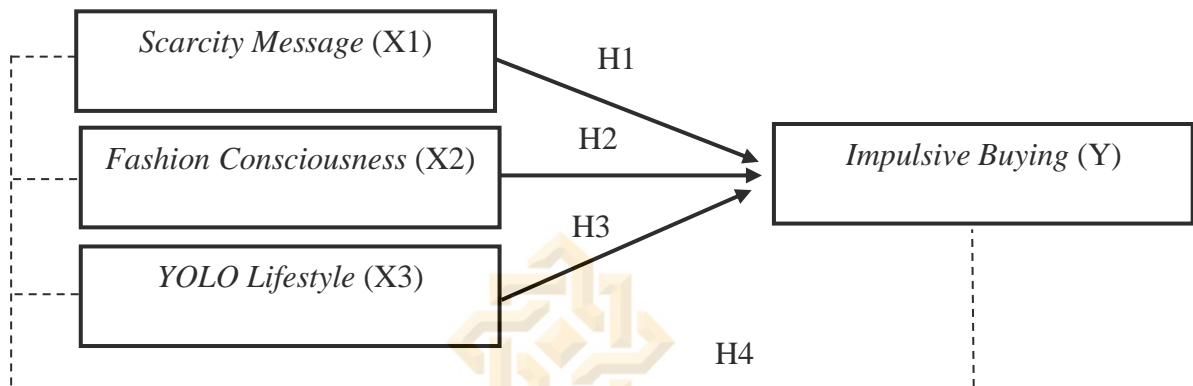 Scarcity Message (X1)
H1
Fashion Consciousness (X2)
H2
Impulsive Buying (Y)
YOLO Lifestyle (X3)
H3
H4